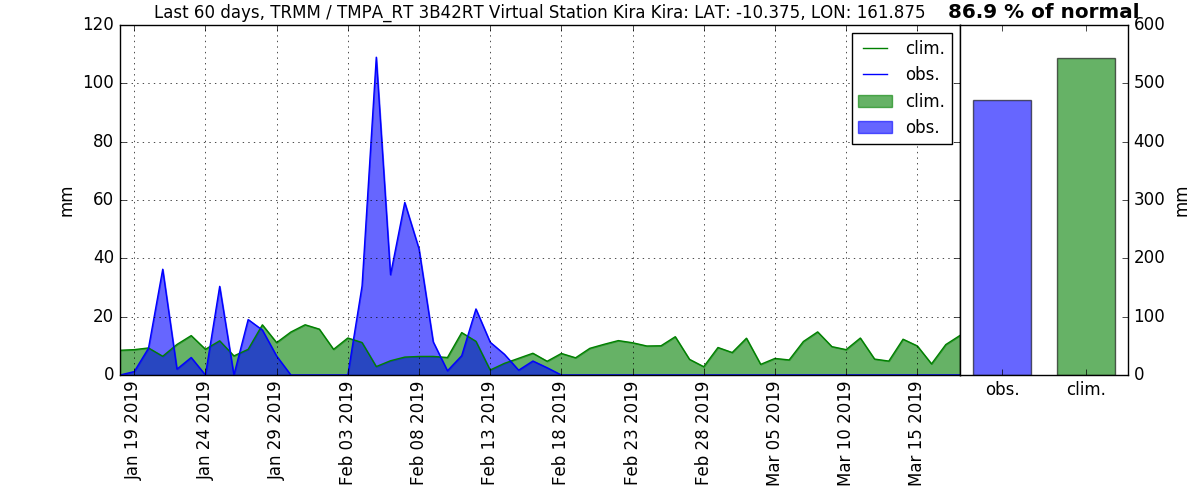 Last 60 days, TRMM / TMPA_RT 3B42RT Virtual Station Kira Kira: LAT: -10.375, LON: 161.875
86.9 % of normal
120
100
80
60
40
20
0
mm
clim.
obs.
clim.
obs.
600
500
400
300
200
100
0
mm
obs.
clim.
Jan 19 2019
Jan 24 2019
Jan 29 2019
Feb 03 2019
Feb 08 2019
Feb 13 2019
Feb 18 2019
Feb 23 2019
Feb 28 2019
Mar 05 2019
Mar 10 2019
Mar 15 2019